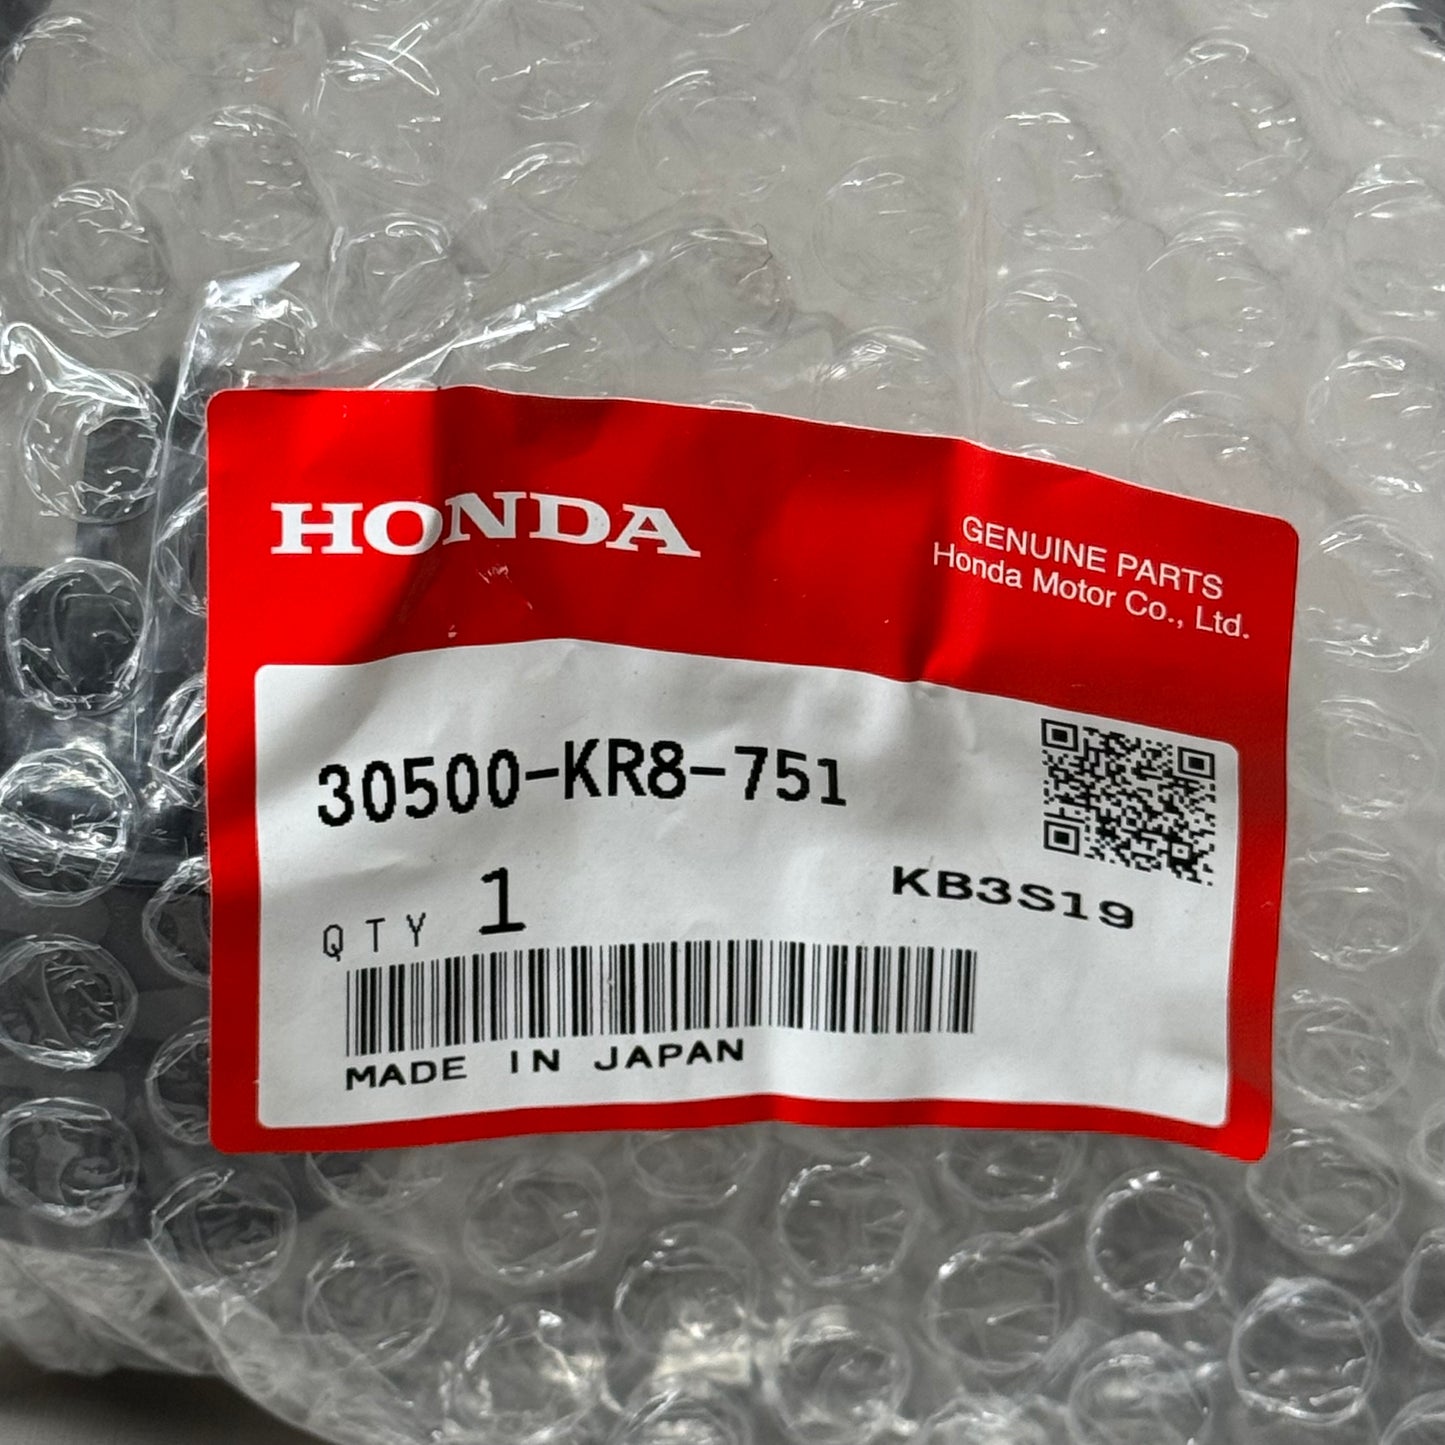 HONDA
GENUINE PARTS
Honda Motor Co., Ltd.
30500-KR8-751
QTY 1
KB3S19
MADE IN JAPAN